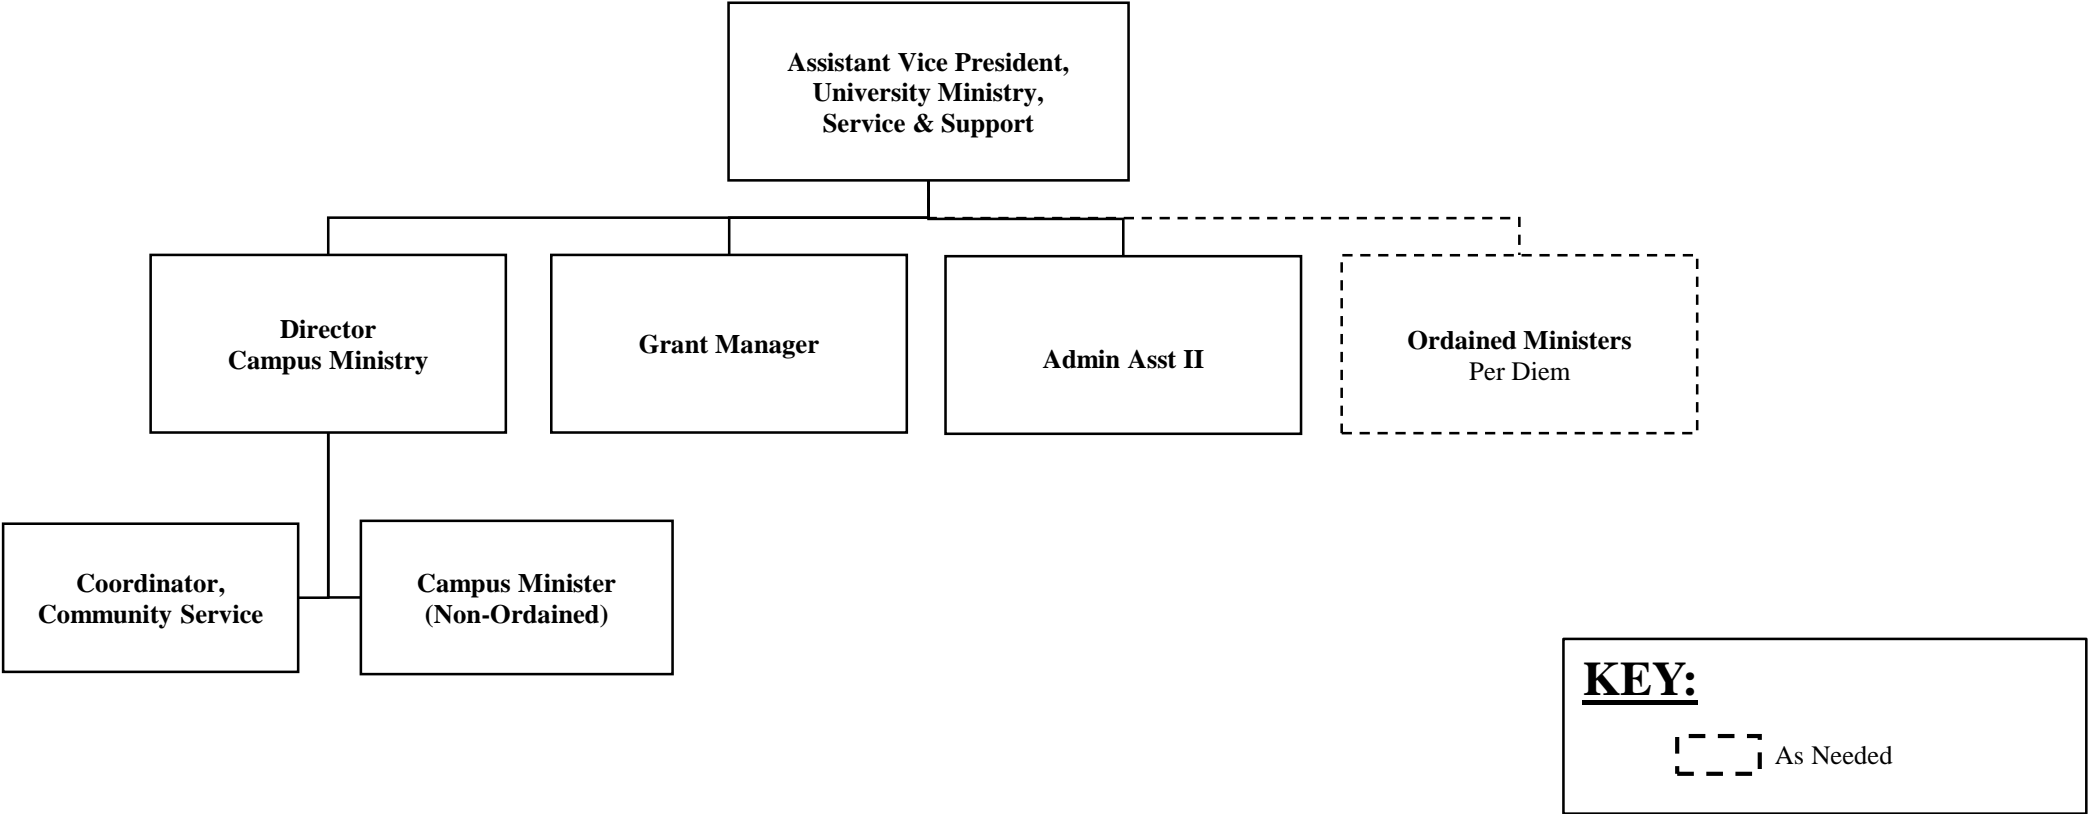 Assistant Vice President,
University Ministry,
Service & Support
Director
Campus Ministry
Grant Manager
Admin Asst II
Ordained Ministers
Per Diem
Coordinator,
Community Service
Campus Minister
(Non-Ordained)
KEY:
As Needed